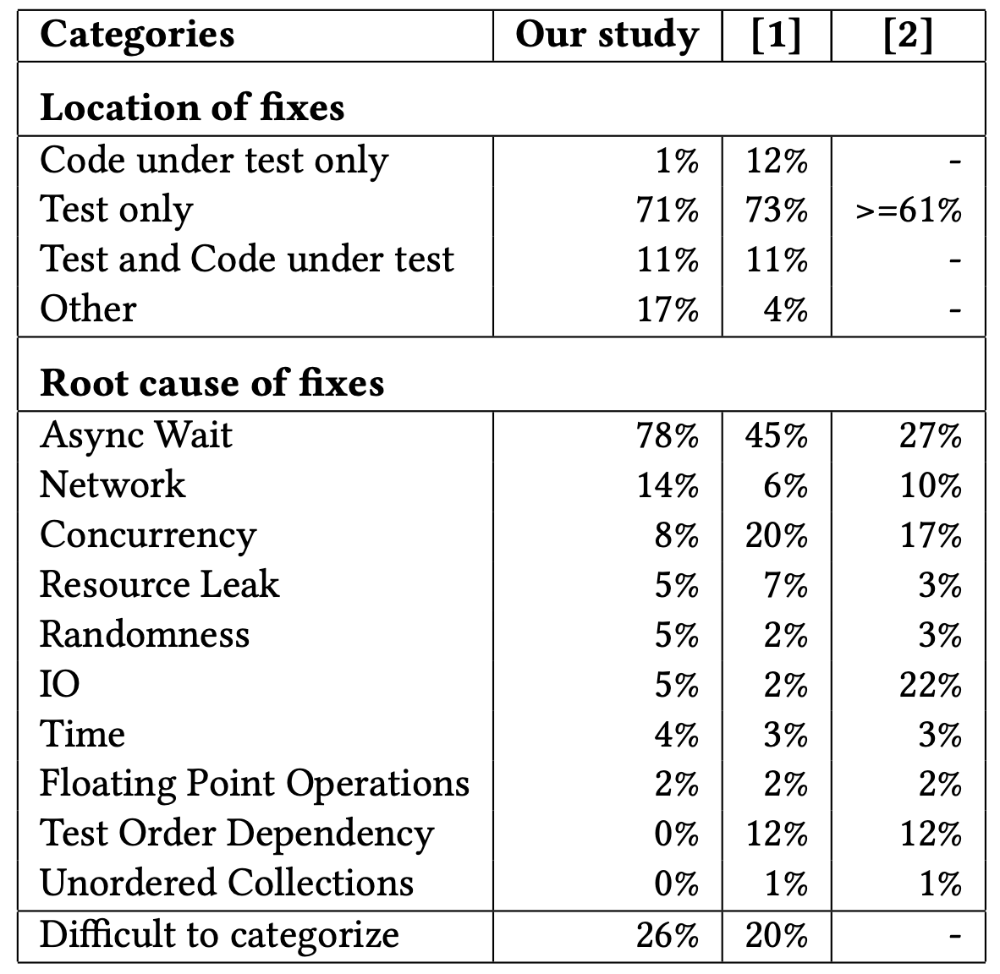 Categories Our study [1] [2]
Location of fixes
Code under test only 1% 12% -
Test only 71% 73% >=61%
Test and Code under test 11% 11% -
Other 17% 4% -
Root cause of fixes
Async Wait 78% 45% 27%
Network 14% 6% 10%
Concurrency 8% 20% 17%
Resource Leak 5% 7% 3%
Randomness 5% 2% 3%
IO 5% 2% 22%
Time 4% 3% 3%
Floating Point Operations 2% 2% 2%
Test Order Dependency 0% 12% 12%
Unordered Collections 0% 1% 1%
Difficult to categorize 26% 20% -